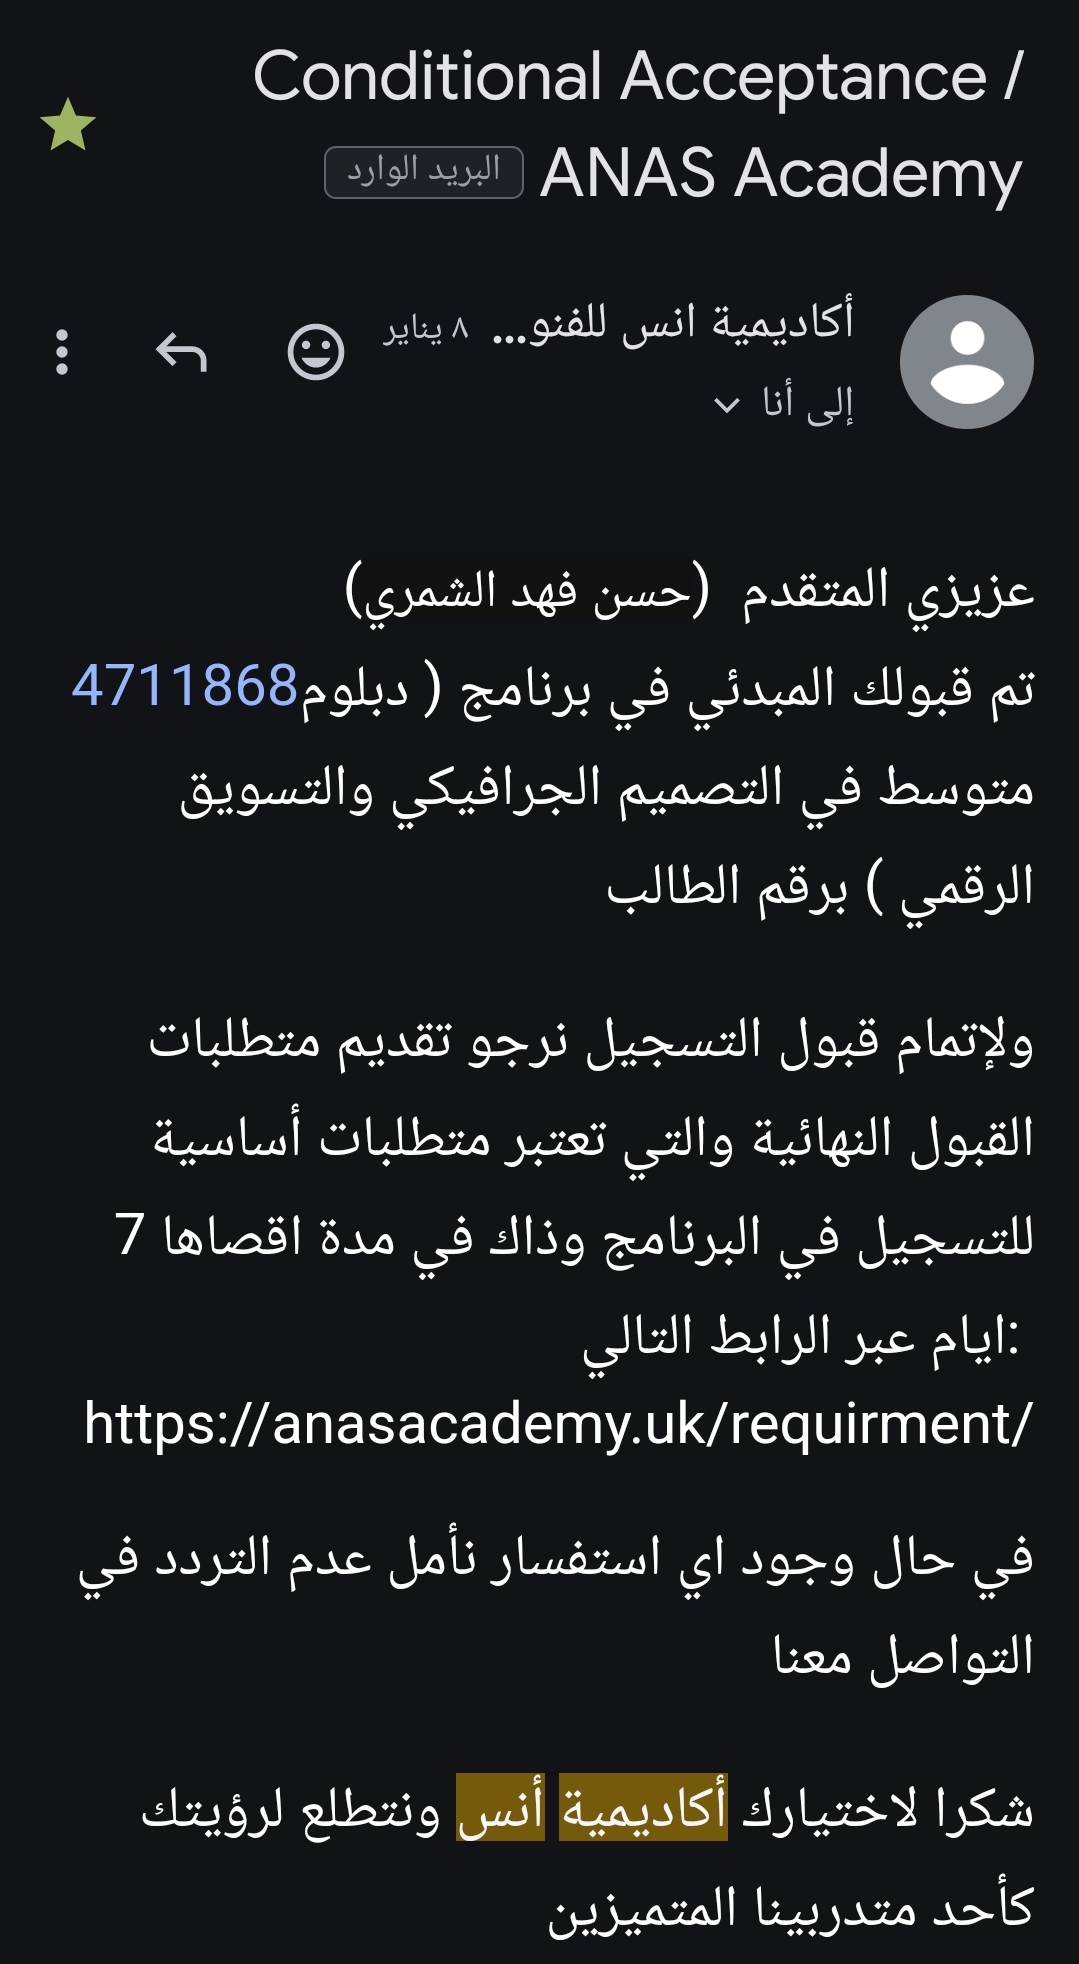 Conditional Acceptance /
ANAS Academy البريد الوارد
أكاديمية انس للفنو... ٨ يناير
إلى أنا
عزيزي المتقدم (حسن فهد الشمري)
تم قبولك المبدئي في برنامج ( دبلوم4711868
متوسط في التصميم الجرافيكي والتسويق
الرقمي ) برقم الطالب
ولإتمام قبول التسجيل نرجو تقديم متطلبات
القبول النهائية والتي تعتبر متطلبات أساسية
للتسجيل في البرنامج وذاك في مدة اقصاها 7
:ايام عبر الرابط التالي
https://anasacademy.uk/requirment/
في حال وجود اي استفسار نأمل عدم التردد في
التواصل معنا
شكرا لاختيارك أكاديمية أنس ونتطلع لرؤيتك
كأحد متدربينا المتميزين